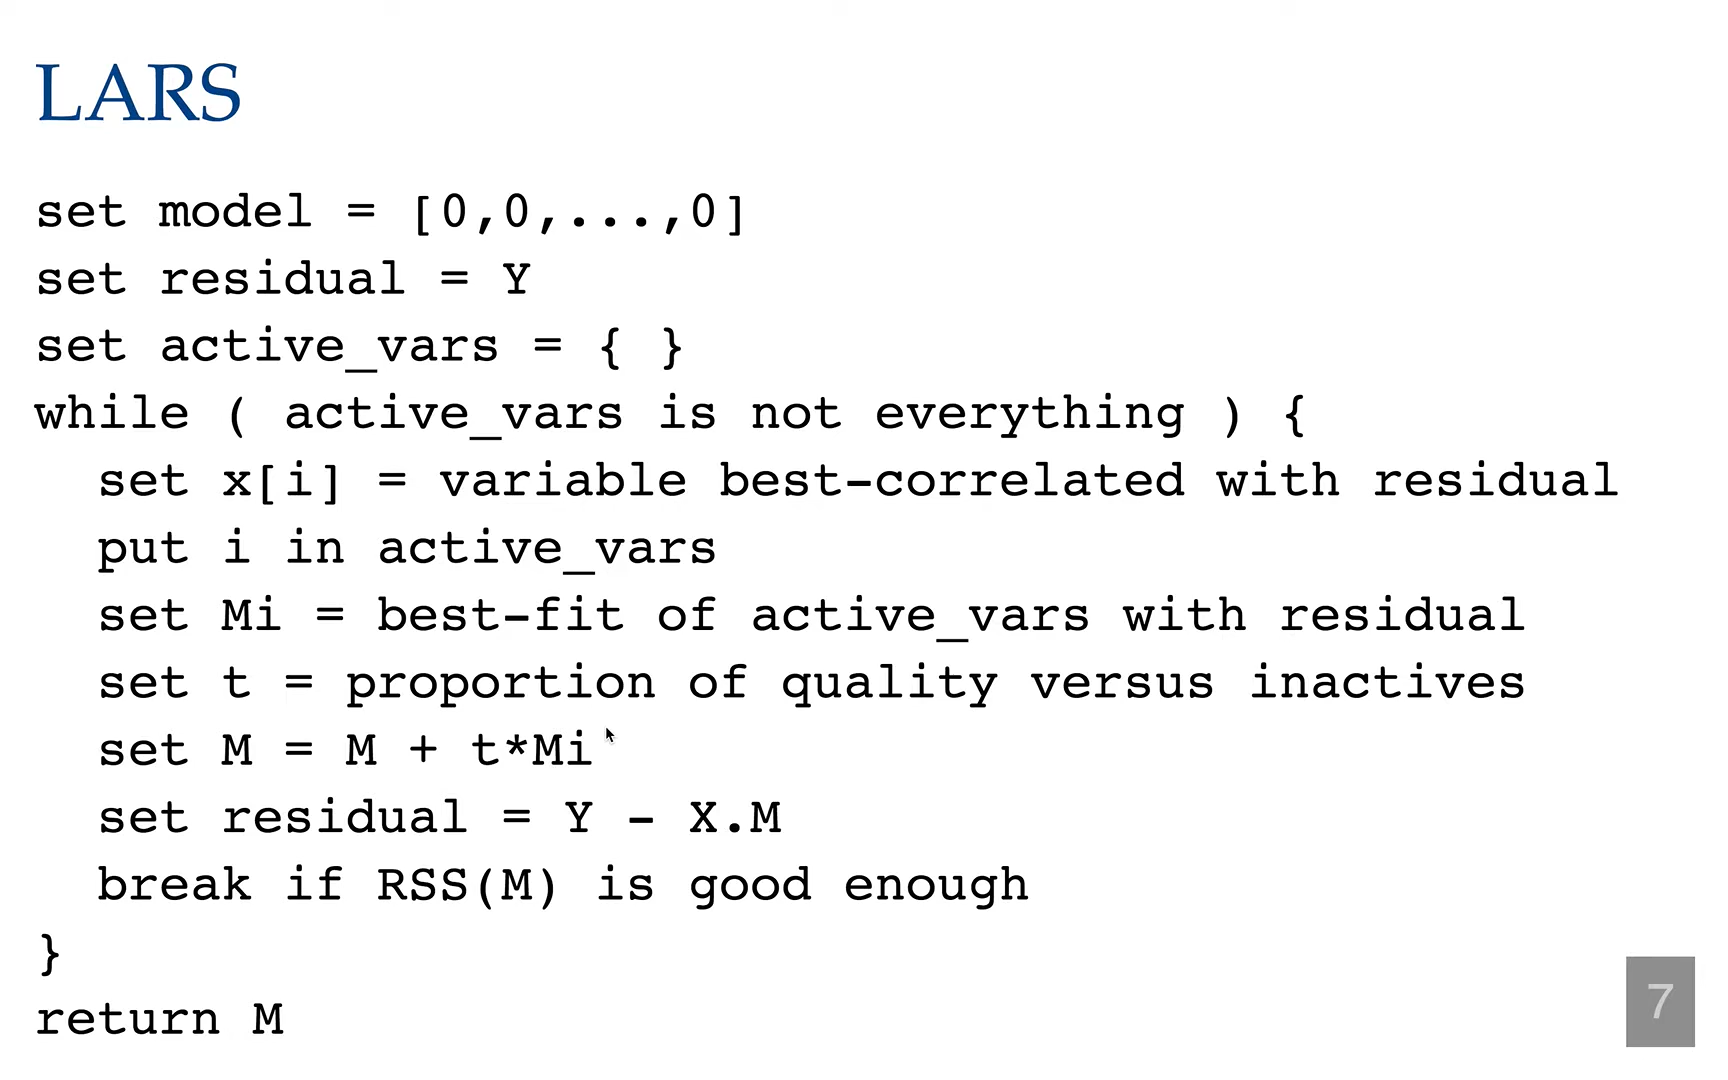 LARS
set model = [0,0,...,0]
set residual = Y
set active_vars = { }
while ( active_vars is not everything ) {
  set x[i] = variable best-correlated with residual
  put i in active_vars
  set Mi = best-fit of active_vars with residual
  set t = proportion of quality versus inactives
  set M = M + t*Mi
  set residual = Y - X.M
  break if RSS(M) is good enough
}
return M
7